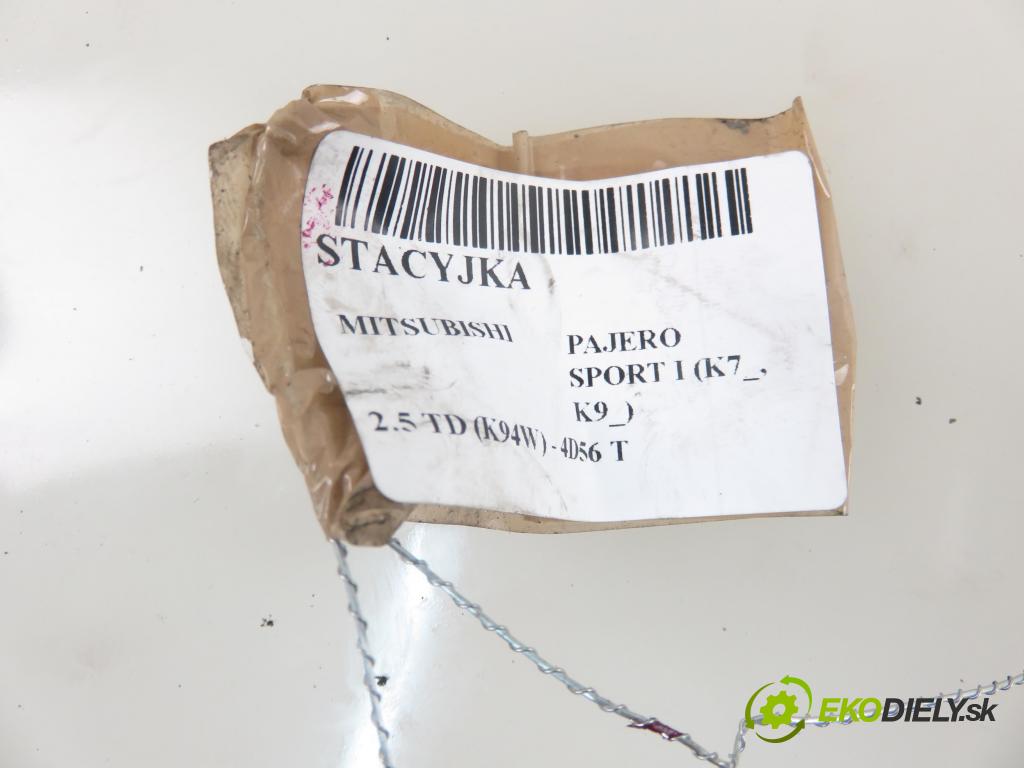 STACYJKA
MITSUBISHI PAJERO
SPORT I (K7_,
K9_)
2.5 TD (K94W) - 4D56 T
EKODIELY.sk